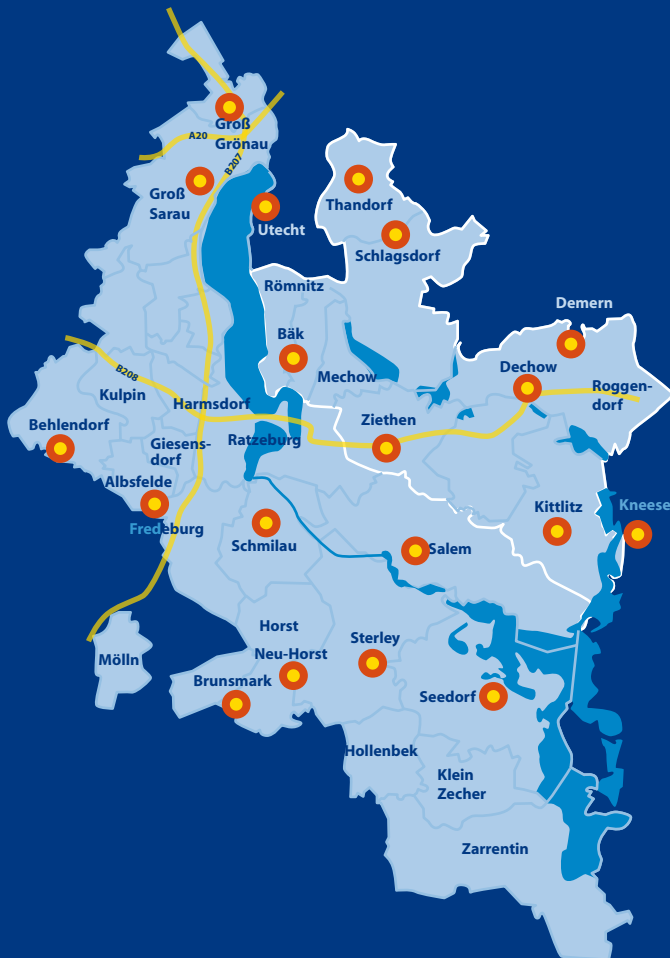 Groß
Grönau
A20
B207
Groß
Sarau
Thandorf
Utecht
Schlagsdorf
Römnitz
Demern
Bäk
Dechow
Mechow
B208
Roggen-
dorf
Kulpin
Harmsdorf
Ziethen
Behlendorf
Giesens-
dorf
Ratzeburg
Albsfelde
Kittlitz
Kneese
Fredeburg
Schmilau
Salem
Horst
Sterley
Neu-Horst
Mölln
Brunsmark
Seedorf
Hollenbek
Klein
Zecher
Zarrentin